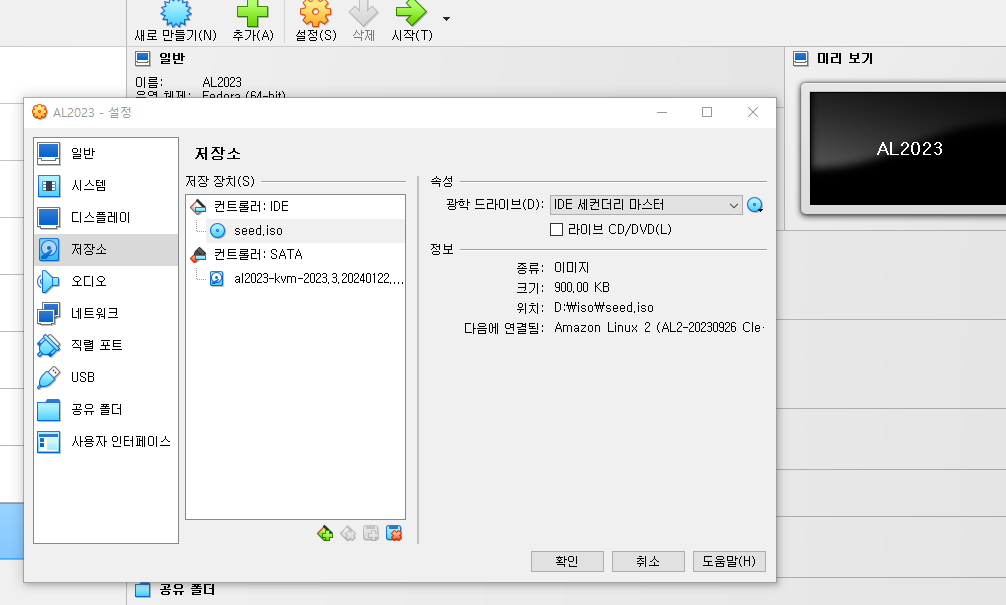 새로 만들기(N) 추가(A) 설정(S) 삭제 시작(T)
일반
미리 보기
이름: AL2023
운영 체제: Fedora (64-bit)
AL2023
AL2023 - 설정
일반
시스템
디스플레이
저장소
오디오
네트워크
직렬 포트
USB
공유 폴더
사용자 인터페이스
저장소
저장 장치(S)
컨트롤러: IDE
seed.iso
컨트롤러: SATA
al2023-kvm-2023.3.20240122....
속성
광학 드라이브(D): IDE 세컨더리 마스터
라이브 CD/DVD(L)
정보
종류: 이미지
크기: 900.00 KB
위치: D:₩iso₩seed.iso
다음에 연결됨: Amazon Linux 2 (AL2-20230926 Cle
확인 취소 도움말(H)
공유 폴더